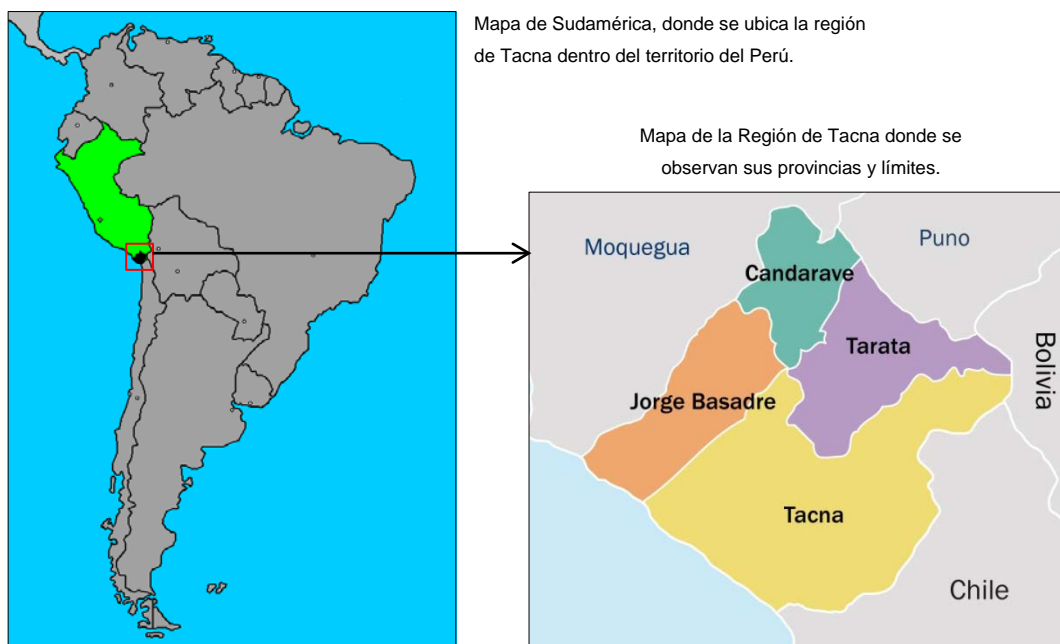 Mapa de Sudamérica, donde se ubica la región
de Tacna dentro del territorio del Perú.
Mapa de la Región de Tacna donde se
observan sus provincias y límites.
Moquegua
Puno
Candarave
Tarata
Bolivia
Jorge Basadre
Tacna
Chile